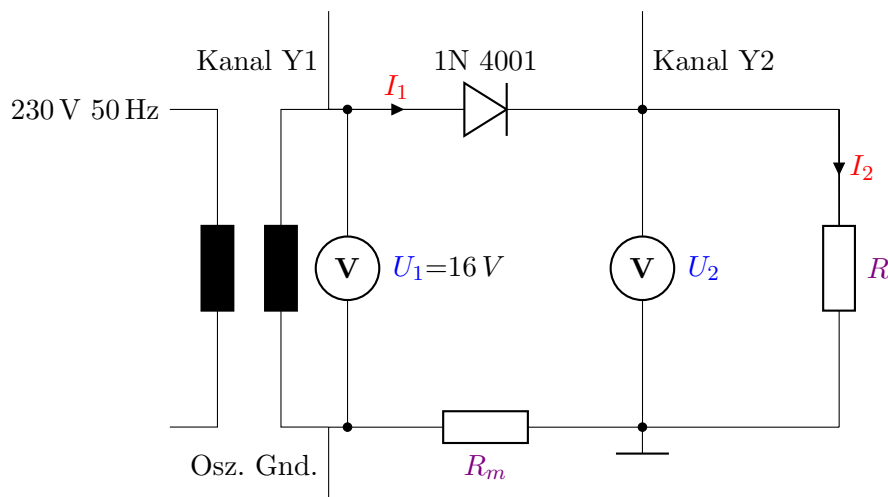 Kanal Y1
1N 4001
Kanal Y2
I₁
230 V 50 Hz
I₂
V
U₁=16 V
V
U₂
R
Osz. Gnd.
Rₘ